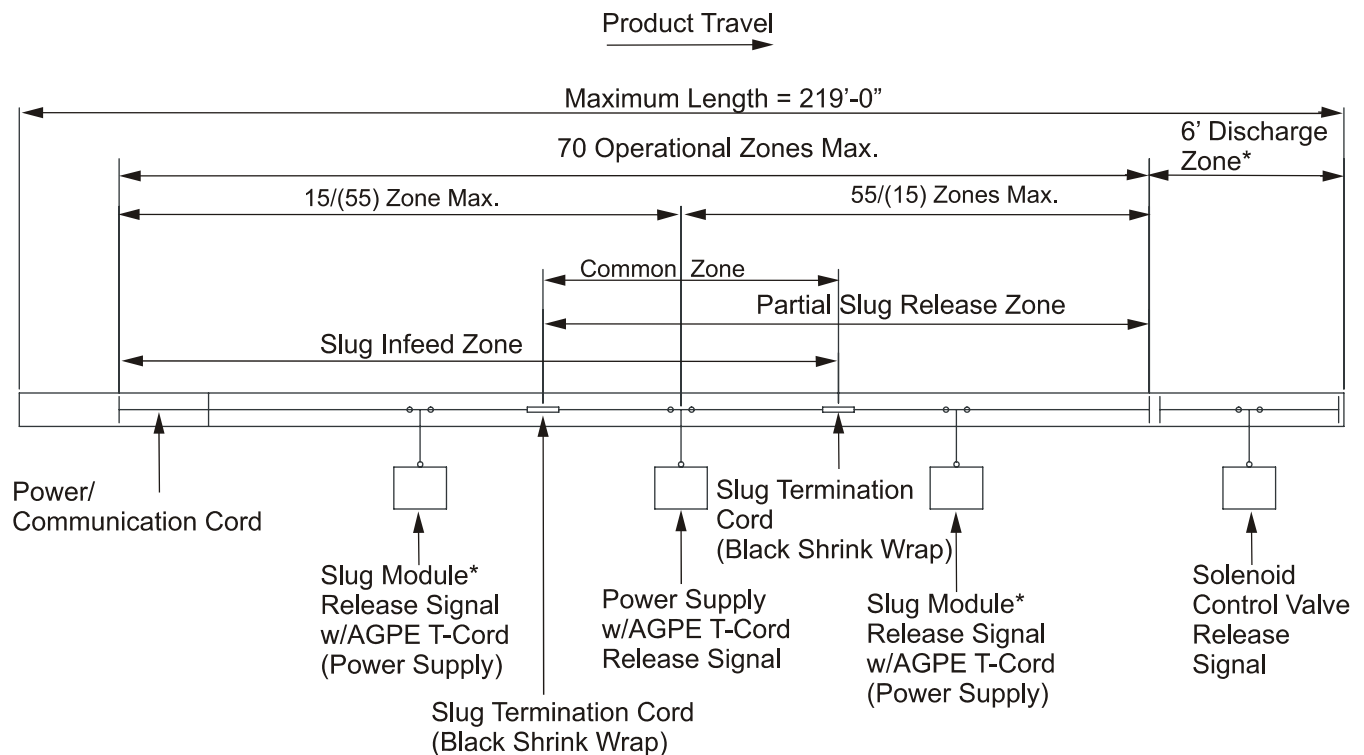 Product Travel
Maximum Length = 219’-0”
6’ Discharge
Zone*
70 Operational Zones Max.
15/(55) Zone Max.
55/(15) Zones Max.
Common Zone
Partial Slug Release Zone
Slug Infeed Zone
Power/
Communication Cord
Slug Module*
Release Signal
w/AGPE T-Cord
(Power Supply)
Slug Termination Cord
(Black Shrink Wrap)
Power Supply
w/AGPE T-Cord
Release Signal
Slug Termination
Cord
(Black Shrink Wrap)
Slug Module*
Release Signal
w/AGPE T-Cord
(Power Supply)
Solenoid
Control Valve
Release
Signal